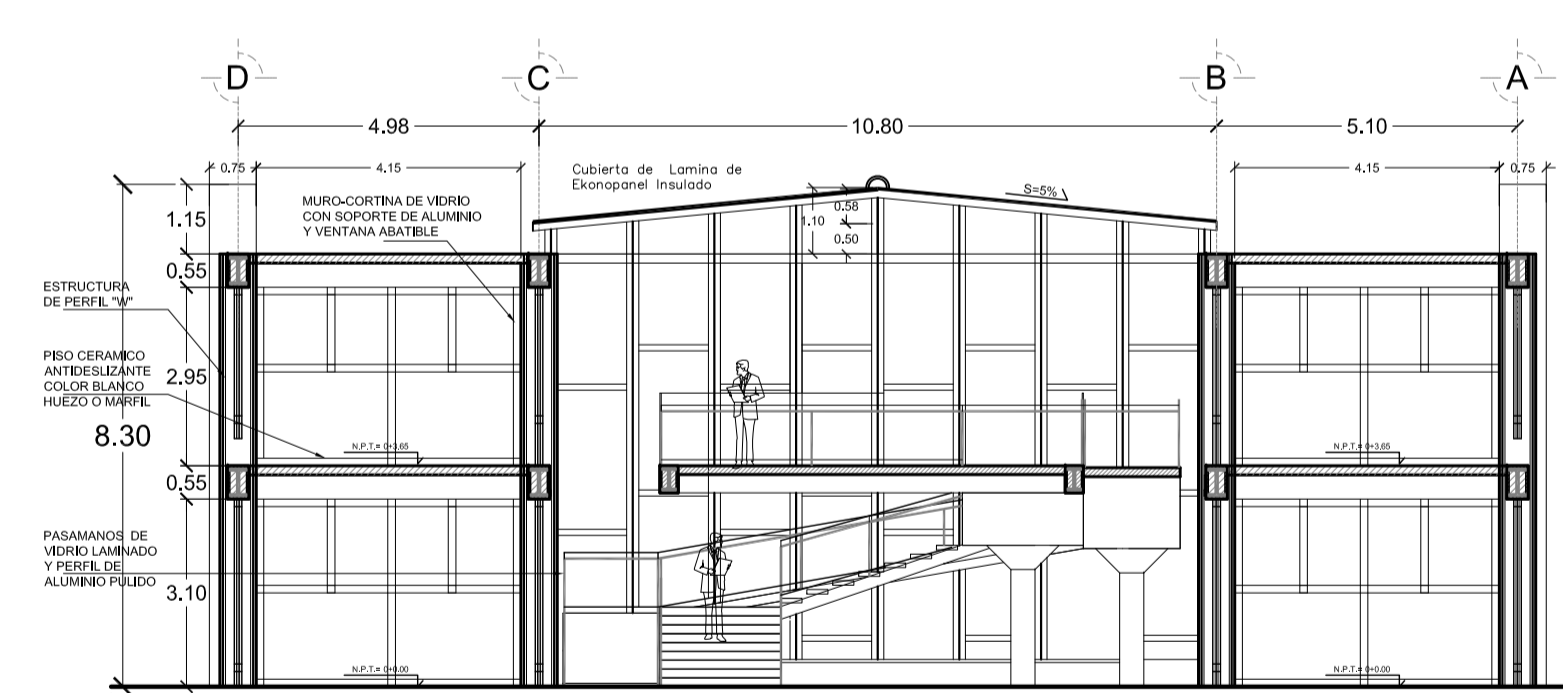 D
C
B
A
4.98
10.80
5.10
0.75
4.15
4.15
0.75
Cubierta de Lamina de
Ekonopanel Insulado
S=5%
MURO-CORTINA DE VIDRIO
CON SOPORTE DE ALUMINIO
Y VENTANA ABATIBLE
1.15
0.58
1.10
0.50
0.55
ESTRUCTURA
DE PERFIL "W"
PISO CERAMICO
ANTIDESLIZANTE
COLOR BLANCO
HUEZO O MARFIL
2.95
8.30
N.P.T.= 0+3.65
N.P.T.= 0+3.65
0.55
PASAMANOS DE
VIDRIO LAMINADO
Y PERFIL DE
ALUMINIO PULIDO
3.10
N.P.T.= 0+0.00
N.P.T.= 0+0.00